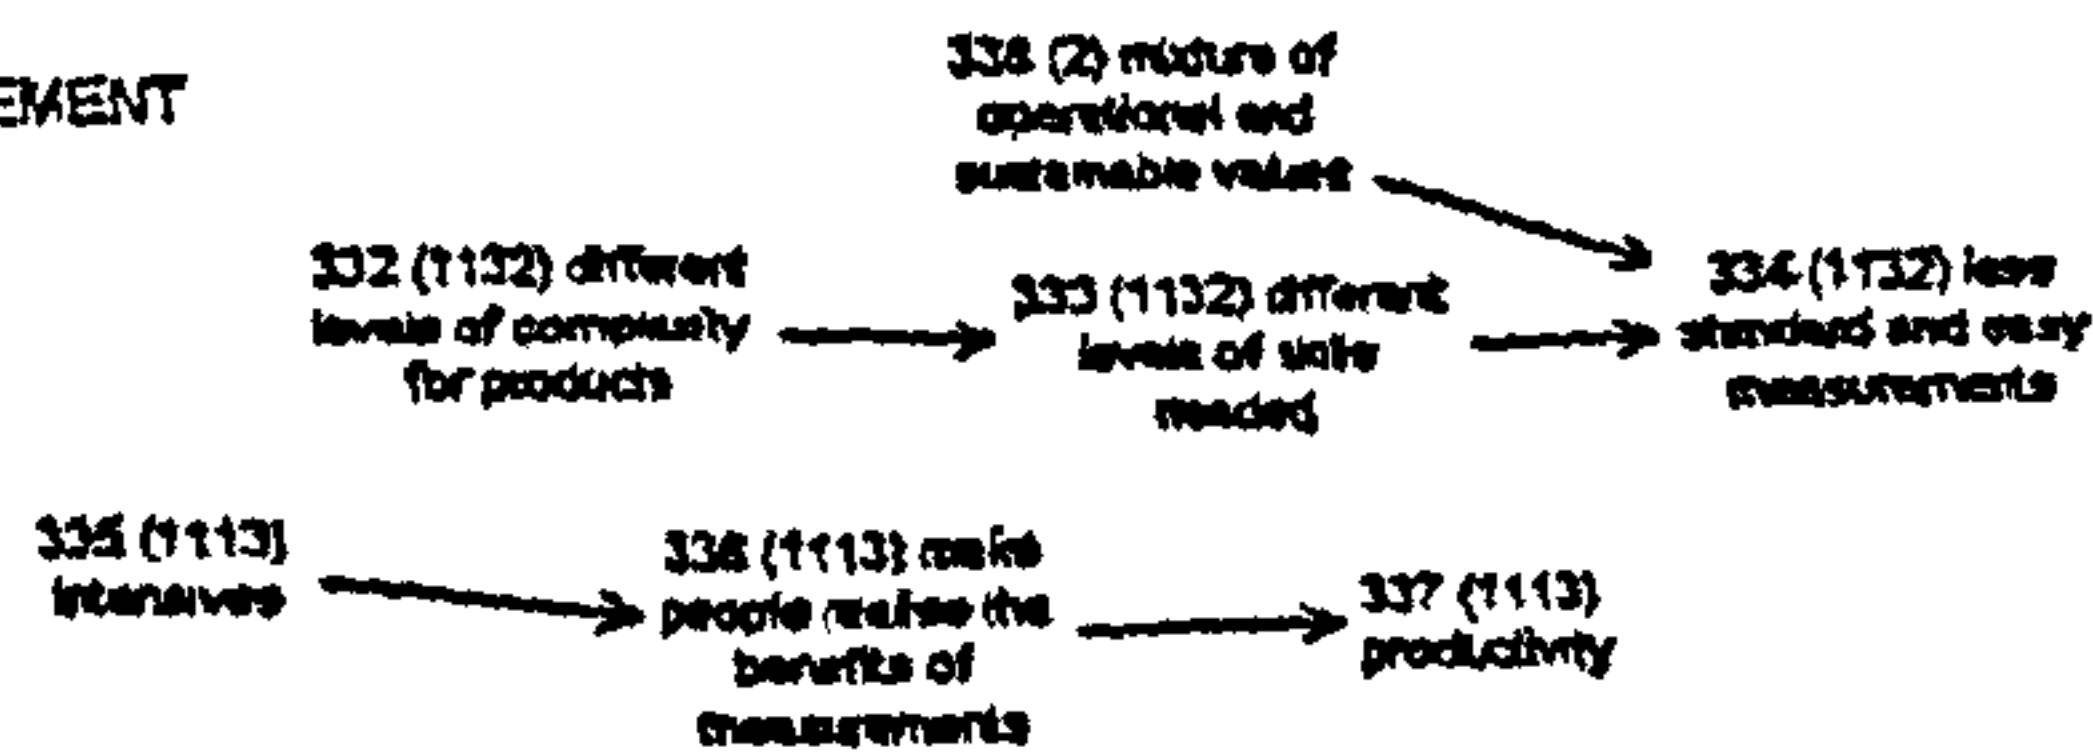 EMENT
338 (2) mixture of
operational and
sustainable values
332 (1132) different
levels of complexity
for products
333 (1132) different
levels of
needed
334 (1132) less
standard and easy
measurements
335 (1113)
intensives
336 (1113) make
people realise the
benefits of
measurements
337 (1113)
productivity